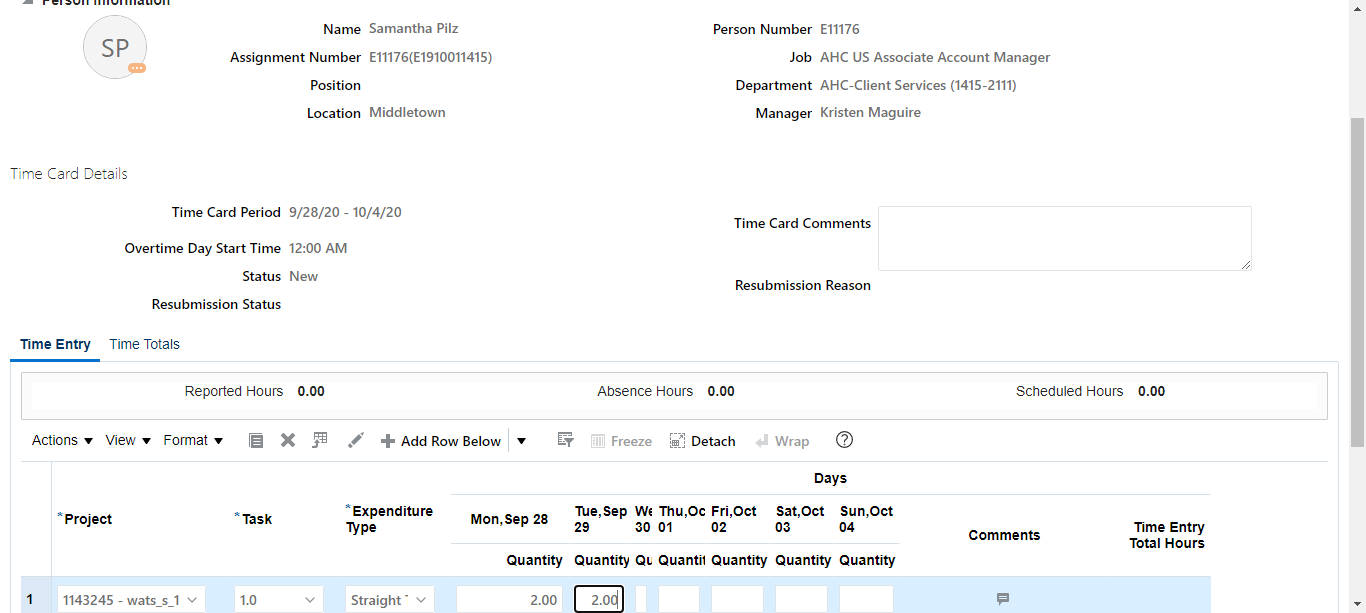 Person Information
SP
Name Samantha Pilz
Person Number E11176
Assignment Number E11176(E1910011415)
Job AHC US Associate Account Manager
Position
Department AHC-Client Services (1415-2111)
Location Middletown
Manager Kristen Maguire
Time Card Details
Time Card Period 9/28/20 - 10/4/20
Time Card Comments
Overtime Day Start Time 12:00 AM
Status New
Resubmission Reason
Resubmission Status
Time Entry Time Totals
Reported Hours 0.00 Absence Hours 0.00 Scheduled Hours 0.00
Actions View Format Add Row Below Freeze Detach Wrap
Days
*Project *Task *Expenditure Type Mon,Sep 28 Tue,Sep 29 We 30 Thu,Oc 01 Fri,Oct 02 Sat,Oct 03 Sun,Oct 04 Comments Time Entry Total Hours
Quantity Quantity Qu Quantit Quantity Quantity Quantity
1 1143245 - wats_s_1 1.0 Straight 2.00 2.00